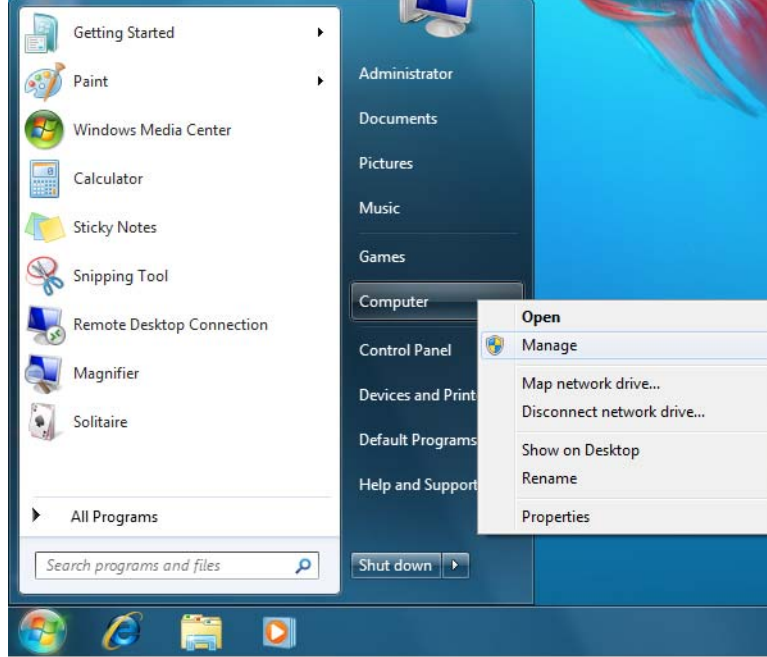 Getting Started
Paint
Windows Media Center
Calculator
Sticky Notes
Snipping Tool
Remote Desktop Connection
Magnifier
Solitaire
All Programs
Search programs and files
Administrator
Documents
Pictures
Music
Games
Computer
Control Panel
Devices and Print
Default Programs
Help and Support
Shut down
Open
Manage
Map network drive...
Disconnect network drive...
Show on Desktop
Rename
Properties